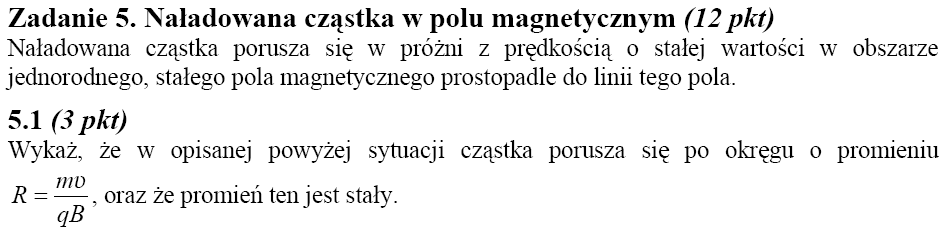 Zadanie 5. Naładowana cząstka w polu magnetycznym (12 pkt)
Naładowana cząstka porusza się w próżni z prędkością o stałej wartości w obszarze
jednorodnego, stałego pola magnetycznego prostopadle do linii tego pola.
5.1 (3 pkt)
Wykaż, że w opisanej powyżej sytuacji cząstka porusza się po okręgu o promieniu
R = mυ/qB, oraz że promień ten jest stały.